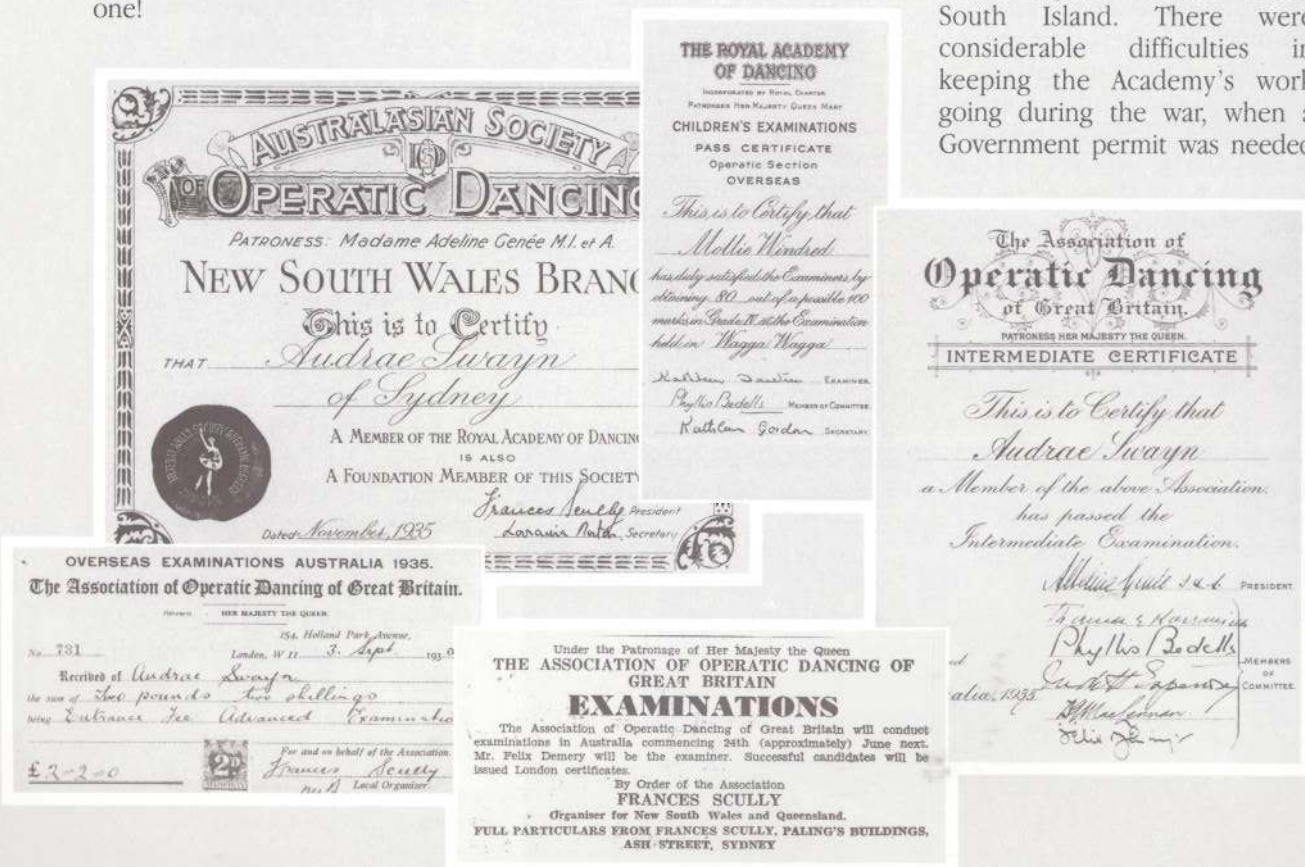 one!
South Island. There were
considerable difficulties in
keeping the Academy's work
going during the war, when a
Government permit was needed
AUSTRALASIAN SOCIETY
OF OPERATIC DANCING
PATRONESS: Madame Adeline Genée M.I. et A.
NEW SOUTH WALES BRANC
This is to Certify
THAT Audrae Swayn
of Sydney
A MEMBER OF THE ROYAL ACADEMY OF DANCING
IS ALSO
A FOUNDATION MEMBER OF THIS SOCIETY
Frances Scully President
Dated November, 1935
Secretary
THE ROYAL ACADEMY
OF DANCING
INCORPORATED BY ROYAL CHARTER
PATRONESS HER MAJESTY QUEEN MARY
CHILDREN'S EXAMINATIONS
PASS CERTIFICATE
Operatic Section
OVERSEAS
This is to Certify that
Mollie Windred
has duly satisfied the Examiners by
obtaining 80 out of a possible 100
marks in Grade IV at the Examination
held in Wagga Wagga
Kathleen EXAMINER
Phyllis Bedells MEMBER OF COMMITTEE
Kathleen Gordon SECRETARY
The Association of
Operatic Dancing
of Great Britain.
PATRONESS HER MAJESTY THE QUEEN.
INTERMEDIATE CERTIFICATE
This is to Certify that
Audrae Swayn
a Member of the above Association.
has passed the
Intermediate Examination.
PRESIDENT
Phyllis Bedells
MEMBERS
OF
COMMITTEE
alia, 1935
OVERSEAS EXAMINATIONS AUSTRALIA 1935.
The Association of Operatic Dancing of Great Britain.
HER MAJESTY THE QUEEN.
154, Holland Park Avenue,
No. 731 London, W 11 3. Sept. 193
Received of Audrae Swayn
the sum of Two pounds two shillings
being Entrance Fee Advanced Examinatio
For and on behalf of the Association.
£ 2-2-0 Frances Scully
Local Organiser.
Under the Patronage of Her Majesty the Queen
THE ASSOCIATION OF OPERATIC DANCING OF
GREAT BRITAIN
EXAMINATIONS
The Association of Operatic Dancing of Great Britain will conduct
examinations in Australia commencing 24th (approximately) June next.
Mr. Felix Demery will be the examiner. Successful candidates will be
issued London certificates.
By Order of the Association
FRANCES SCULLY
Organiser for New South Wales and Queensland.
FULL PARTICULARS FROM FRANCES SCULLY, PALING'S BUILDINGS,
ASH STREET, SYDNEY